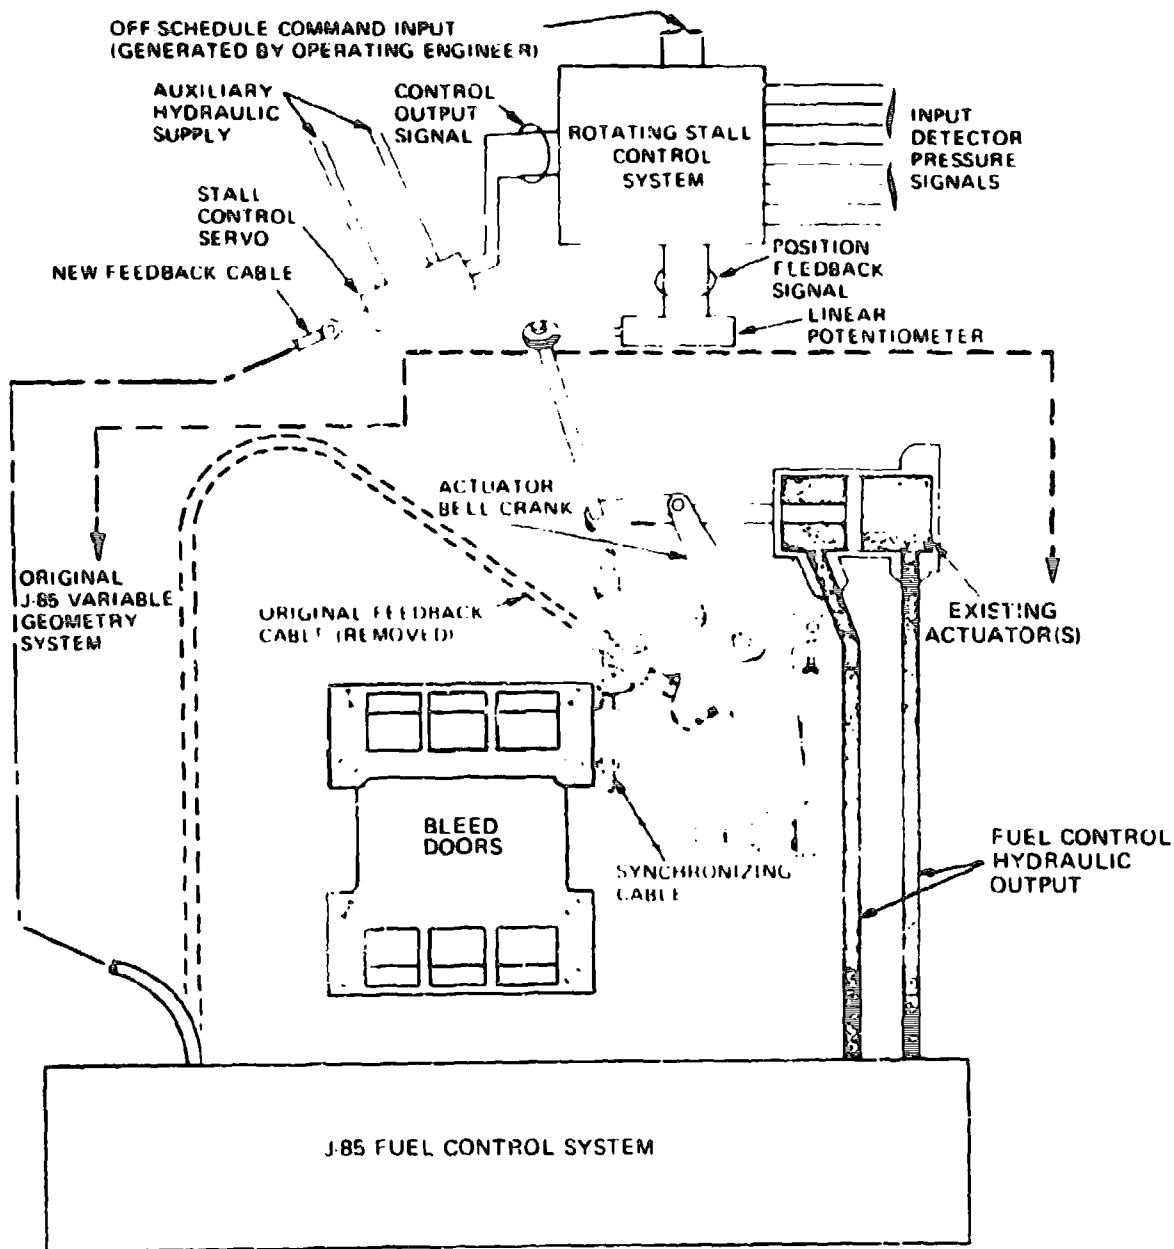 OFF SCHEDULE COMMAND INPUT
(GENERATED BY OPERATING ENGINEER)
AUXILIARY
HYDRAULIC
SUPPLY
CONTROL
OUTPUT
SIGNAL
ROTATING STALL
CONTROL
SYSTEM
INPUT
DETECTOR
PRESSURE
SIGNALS
STALL
CONTROL
SERVO
NEW FEEDBACK CABLE
POSITION
FEEDBACK
SIGNAL
LINEAR
POTENTIOMETER
ACTUATOR
BELL CRANK
ORIGINAL
J-85 VARIABLE
GEOMETRY
SYSTEM
ORIGINAL FEEDBACK
CABLE (REMOVED)
EXISTING
ACTUATOR(S)
BLEED
DOORS
SYNCHRONIZING
CABLE
FUEL CONTROL
HYDRAULIC
OUTPUT
J-85 FUEL CONTROL SYSTEM